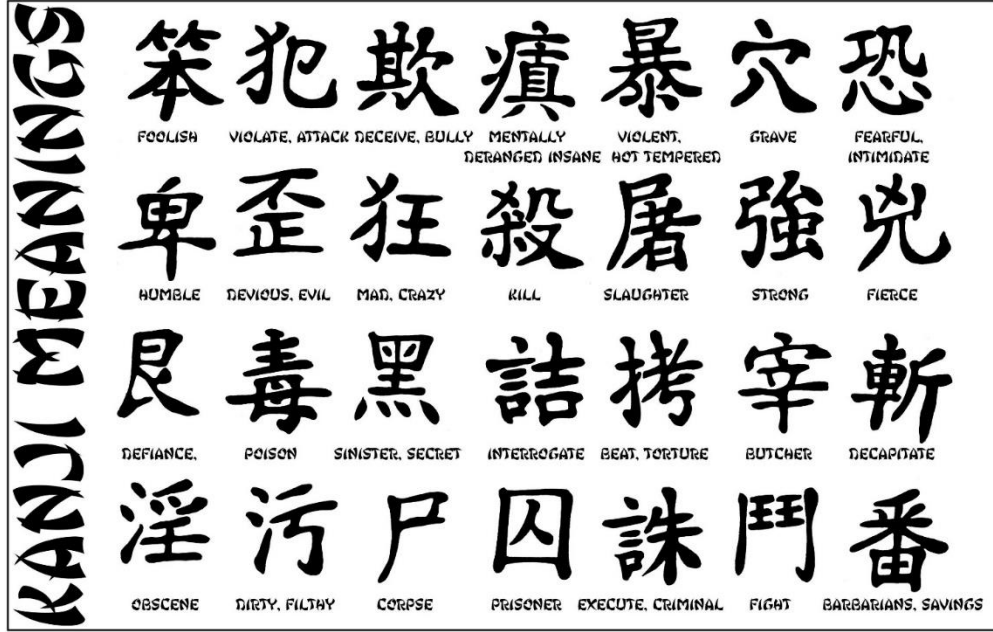 KANJI MEANINGS
笨 犯 欺 瘨 暴 穴 恐
FOOLISH VIOLATE, ATTACK DECEIVE, BULLY MENTALLY VIOLENT, GRAVE FEARFUL,
DERANGED INSANE HOT TEMPERED INTIMIDATE
卑 歪 狂 殺 屠 強 兇
HUMBLE DEVIOUS, EVIL MAD, CRAZY KILL SLAUGHTER STRONG FIERCE
艮 毒 黑 詰 拷 宰 斬
DEFIANCE, POISON SINISTER, SECRET INTERROGATE BEAT, TORTURE BUTCHER DECAPITATE
淫 污 尸 囚 誅 鬥 番
OBSCENE DIRTY, FILTHY CORPSE PRISONER EXECUTE, CRIMINAL FIGHT BARBARIANS, SAVINGS